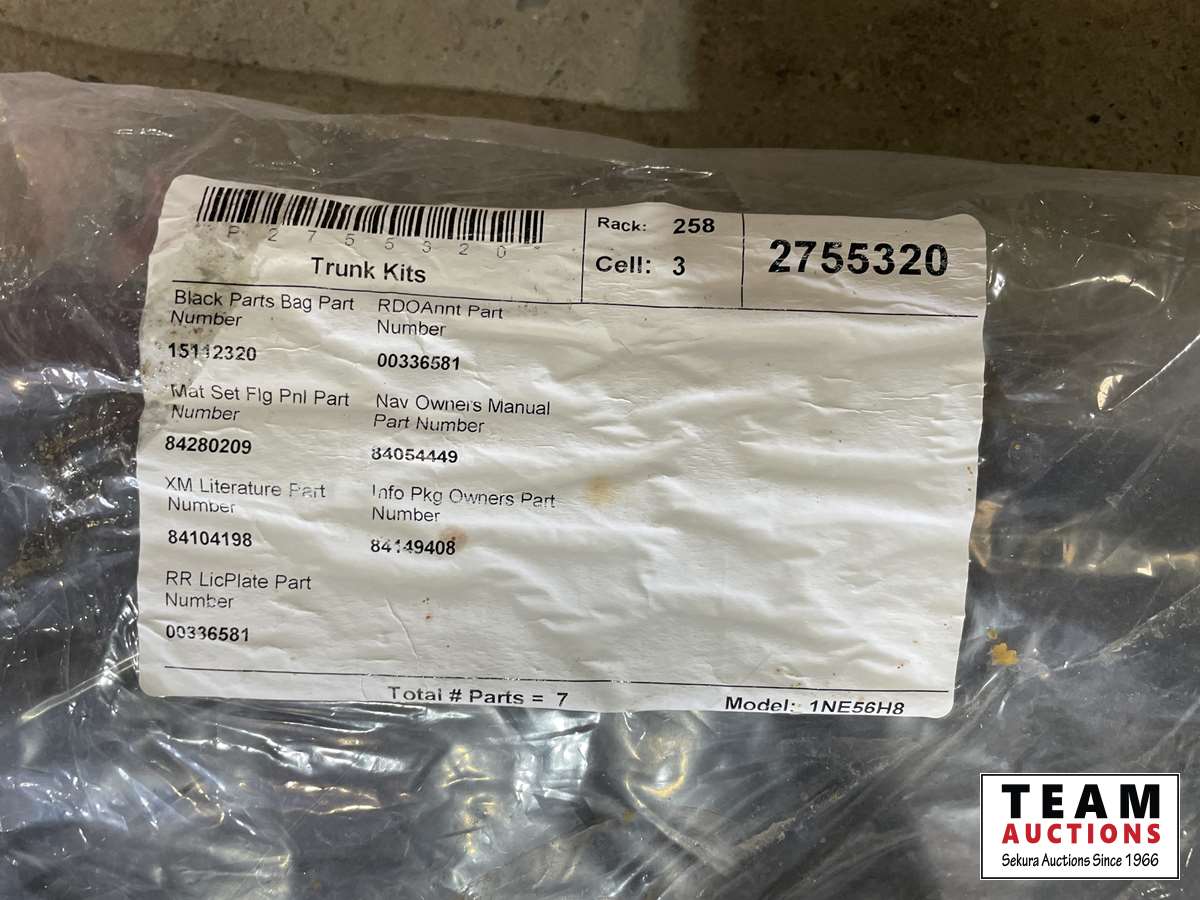 P 2 7 5 5 3 2 0
Trunk Kits
Rack: 258
Cell: 3
2755320
Black Parts Bag Part
Number
15112320
RDOAnnt Part
Number
00336581
Mat Set Flg Pnl Part
Number
84280209
Nav Owners Manual
Part Number
84054449
XM Literature Part
Number
84104198
Info Pkg Owners Part
Number
84149408
RR LicPlate Part
Number
00336581
Total # Parts = 7
Model: 1NE56H8
TEAM
AUCTIONS
Sekura Auctions Since 1966